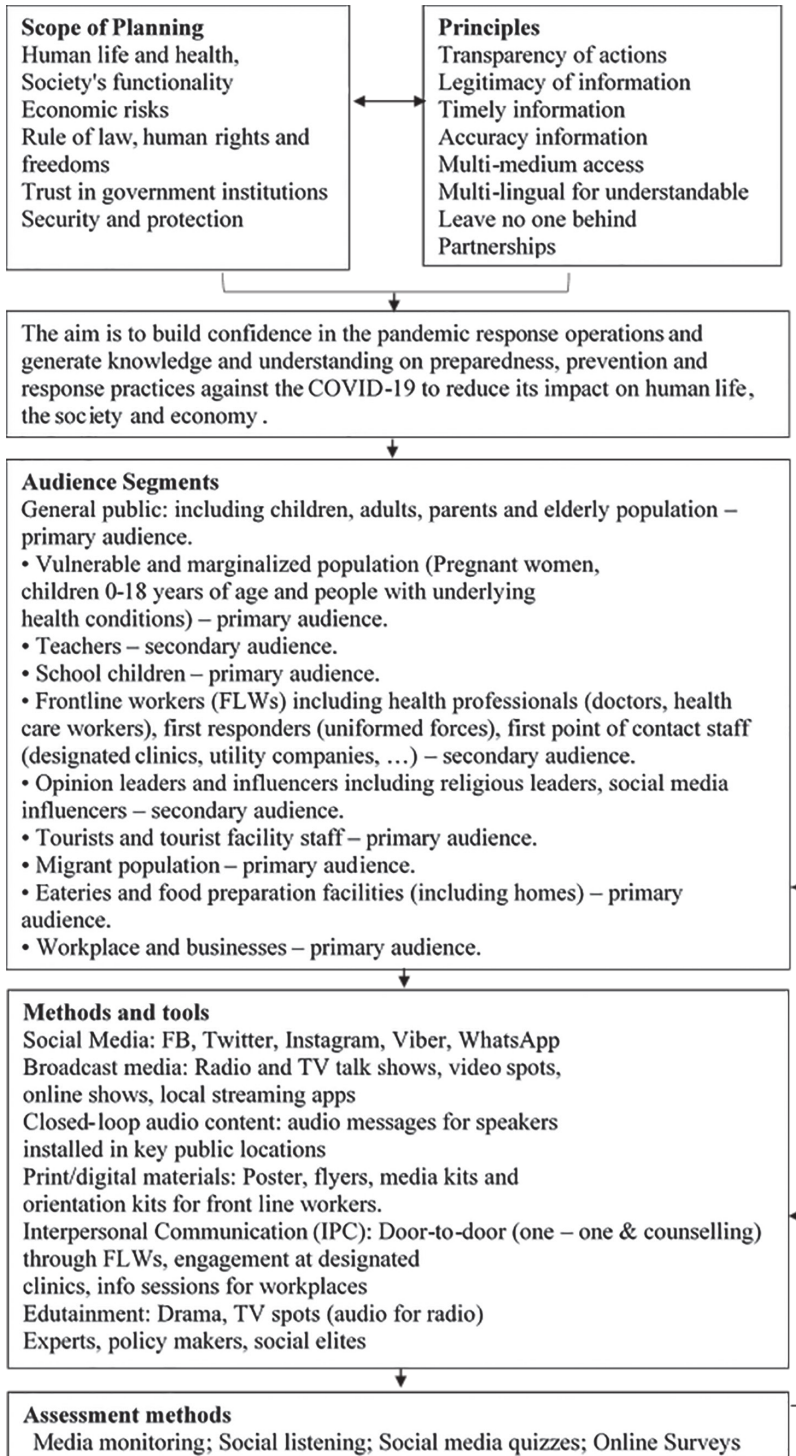 Scope of Planning
Human life and health,
Society's functionality
Economic risks
Rule of law, human rights and
freedoms
Trust in government institutions
Security and protection
Principles
Transparency of actions
Legitimacy of information
Timely information
Accuracy information
Multi-medium access
Multi-lingual for understandable
Leave no one behind
Partnerships
The aim is to build confidence in the pandemic response operations and
generate knowledge and understanding on preparedness, prevention and
response practices against the COVID-19 to reduce its impact on human life,
the society and economy.
Audience Segments
General public: including children, adults, parents and elderly population –
primary audience.
• Vulnerable and marginalized population (Pregnant women,
children 0-18 years of age and people with underlying
health conditions) – primary audience.
• Teachers – secondary audience.
• School children – primary audience.
• Frontline workers (FLWs) including health professionals (doctors, health
care workers), first responders (uniformed forces), first point of contact staff
(designated clinics, utility companies, …) – secondary audience.
• Opinion leaders and influencers including religious leaders, social media
influencers – secondary audience.
• Tourists and tourist facility staff – primary audience.
• Migrant population – primary audience.
• Eateries and food preparation facilities (including homes) – primary
audience.
• Workplace and businesses – primary audience.
Methods and tools
Social Media: FB, Twitter, Instagram, Viber, WhatsApp
Broadcast media: Radio and TV talk shows, video spots,
online shows, local streaming apps
Closed-loop audio content: audio messages for speakers
installed in key public locations
Print/digital materials: Poster, flyers, media kits and
orientation kits for front line workers.
Interpersonal Communication (IPC): Door-to-door (one – one & counselling)
through FLWs, engagement at designated
clinics, info sessions for workplaces
Edutainment: Drama, TV spots (audio for radio)
Experts, policy makers, social elites
Assessment methods
Media monitoring; Social listening; Social media quizzes; Online Surveys